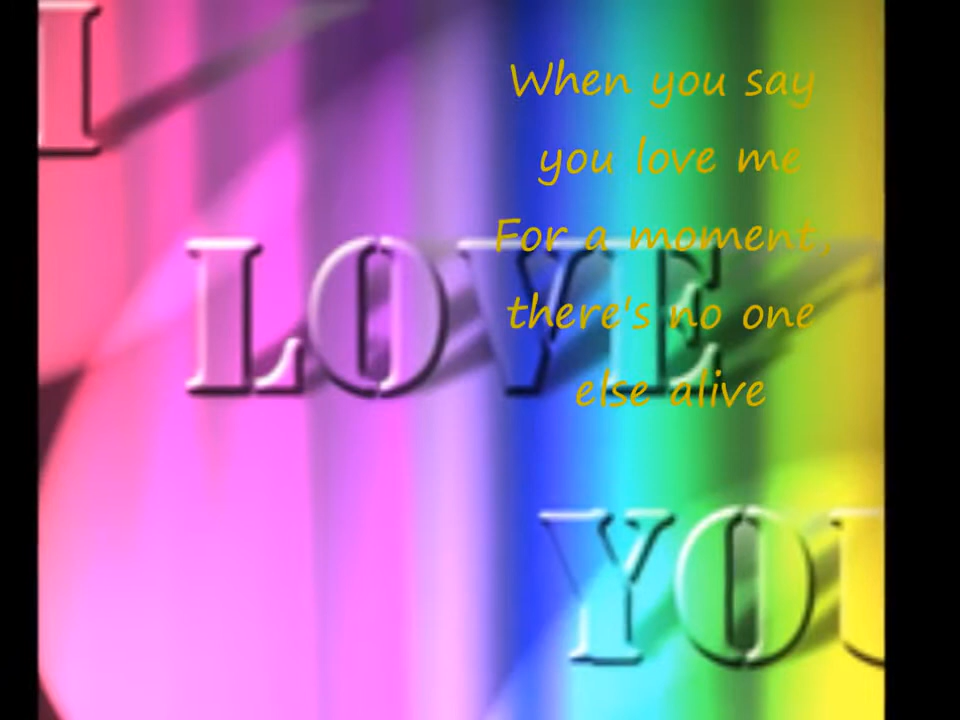 I
When you say
you love me
LOVE
For a moment,
there's no one
else alive
YOU